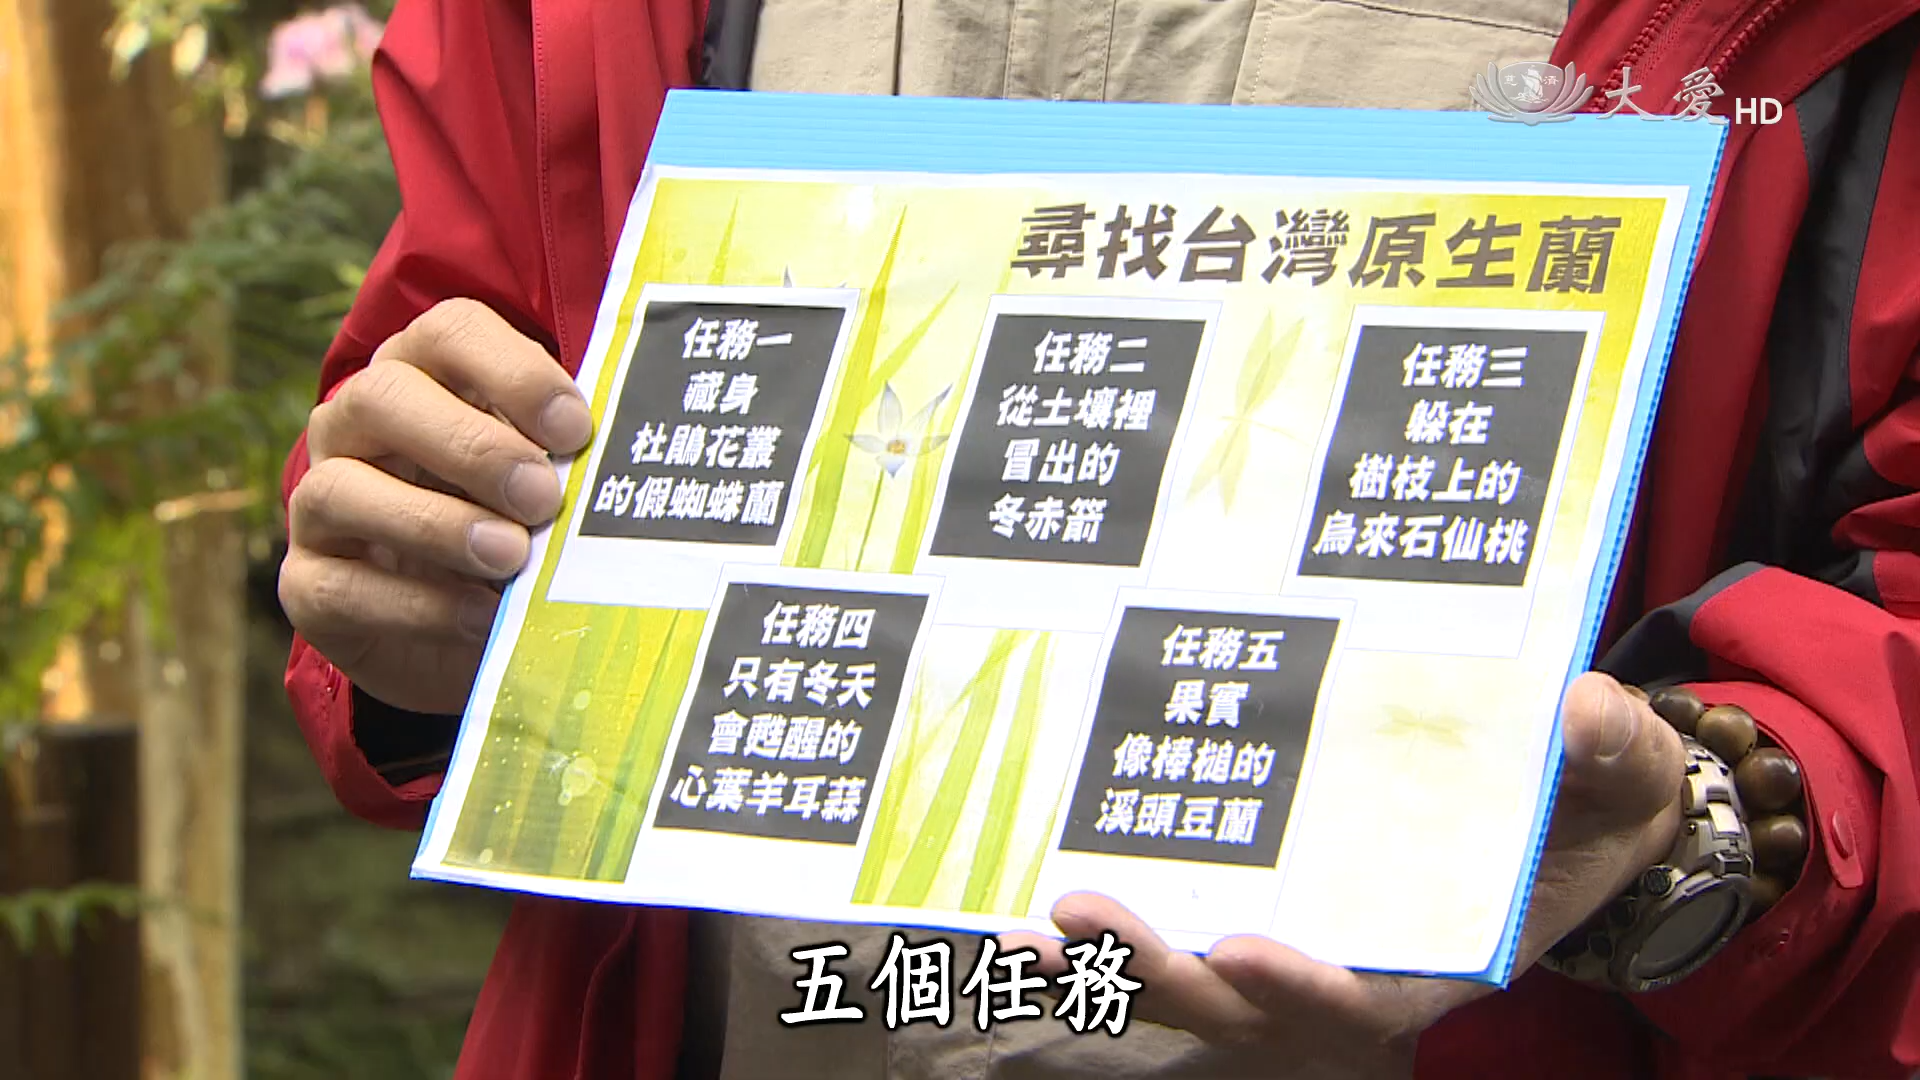 大愛HD
尋找台灣原生蘭
任務一
藏身
杜鵑花叢
的假蜘蛛蘭
任務二
從土壤裡
冒出的
冬赤箭
任務三
躲在
樹枝上的
烏來石仙桃
任務四
只有冬天
會甦醒的
心葉羊耳蒜
任務五
果實
像棒槌的
溪頭豆蘭
五個任務